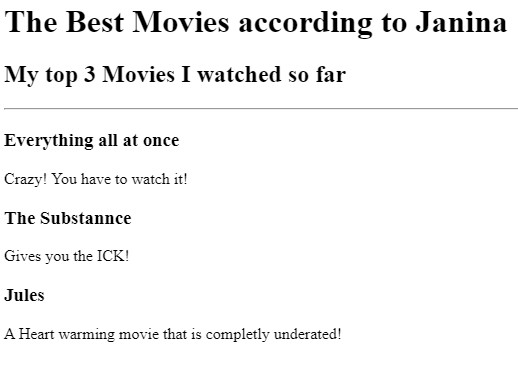 The Best Movies according to Janina
My top 3 Movies I watched so far
Everything all at once
Crazy! You have to watch it!
The Substannce
Gives you the ICK!
Jules
A Heart warming movie that is completly underated!